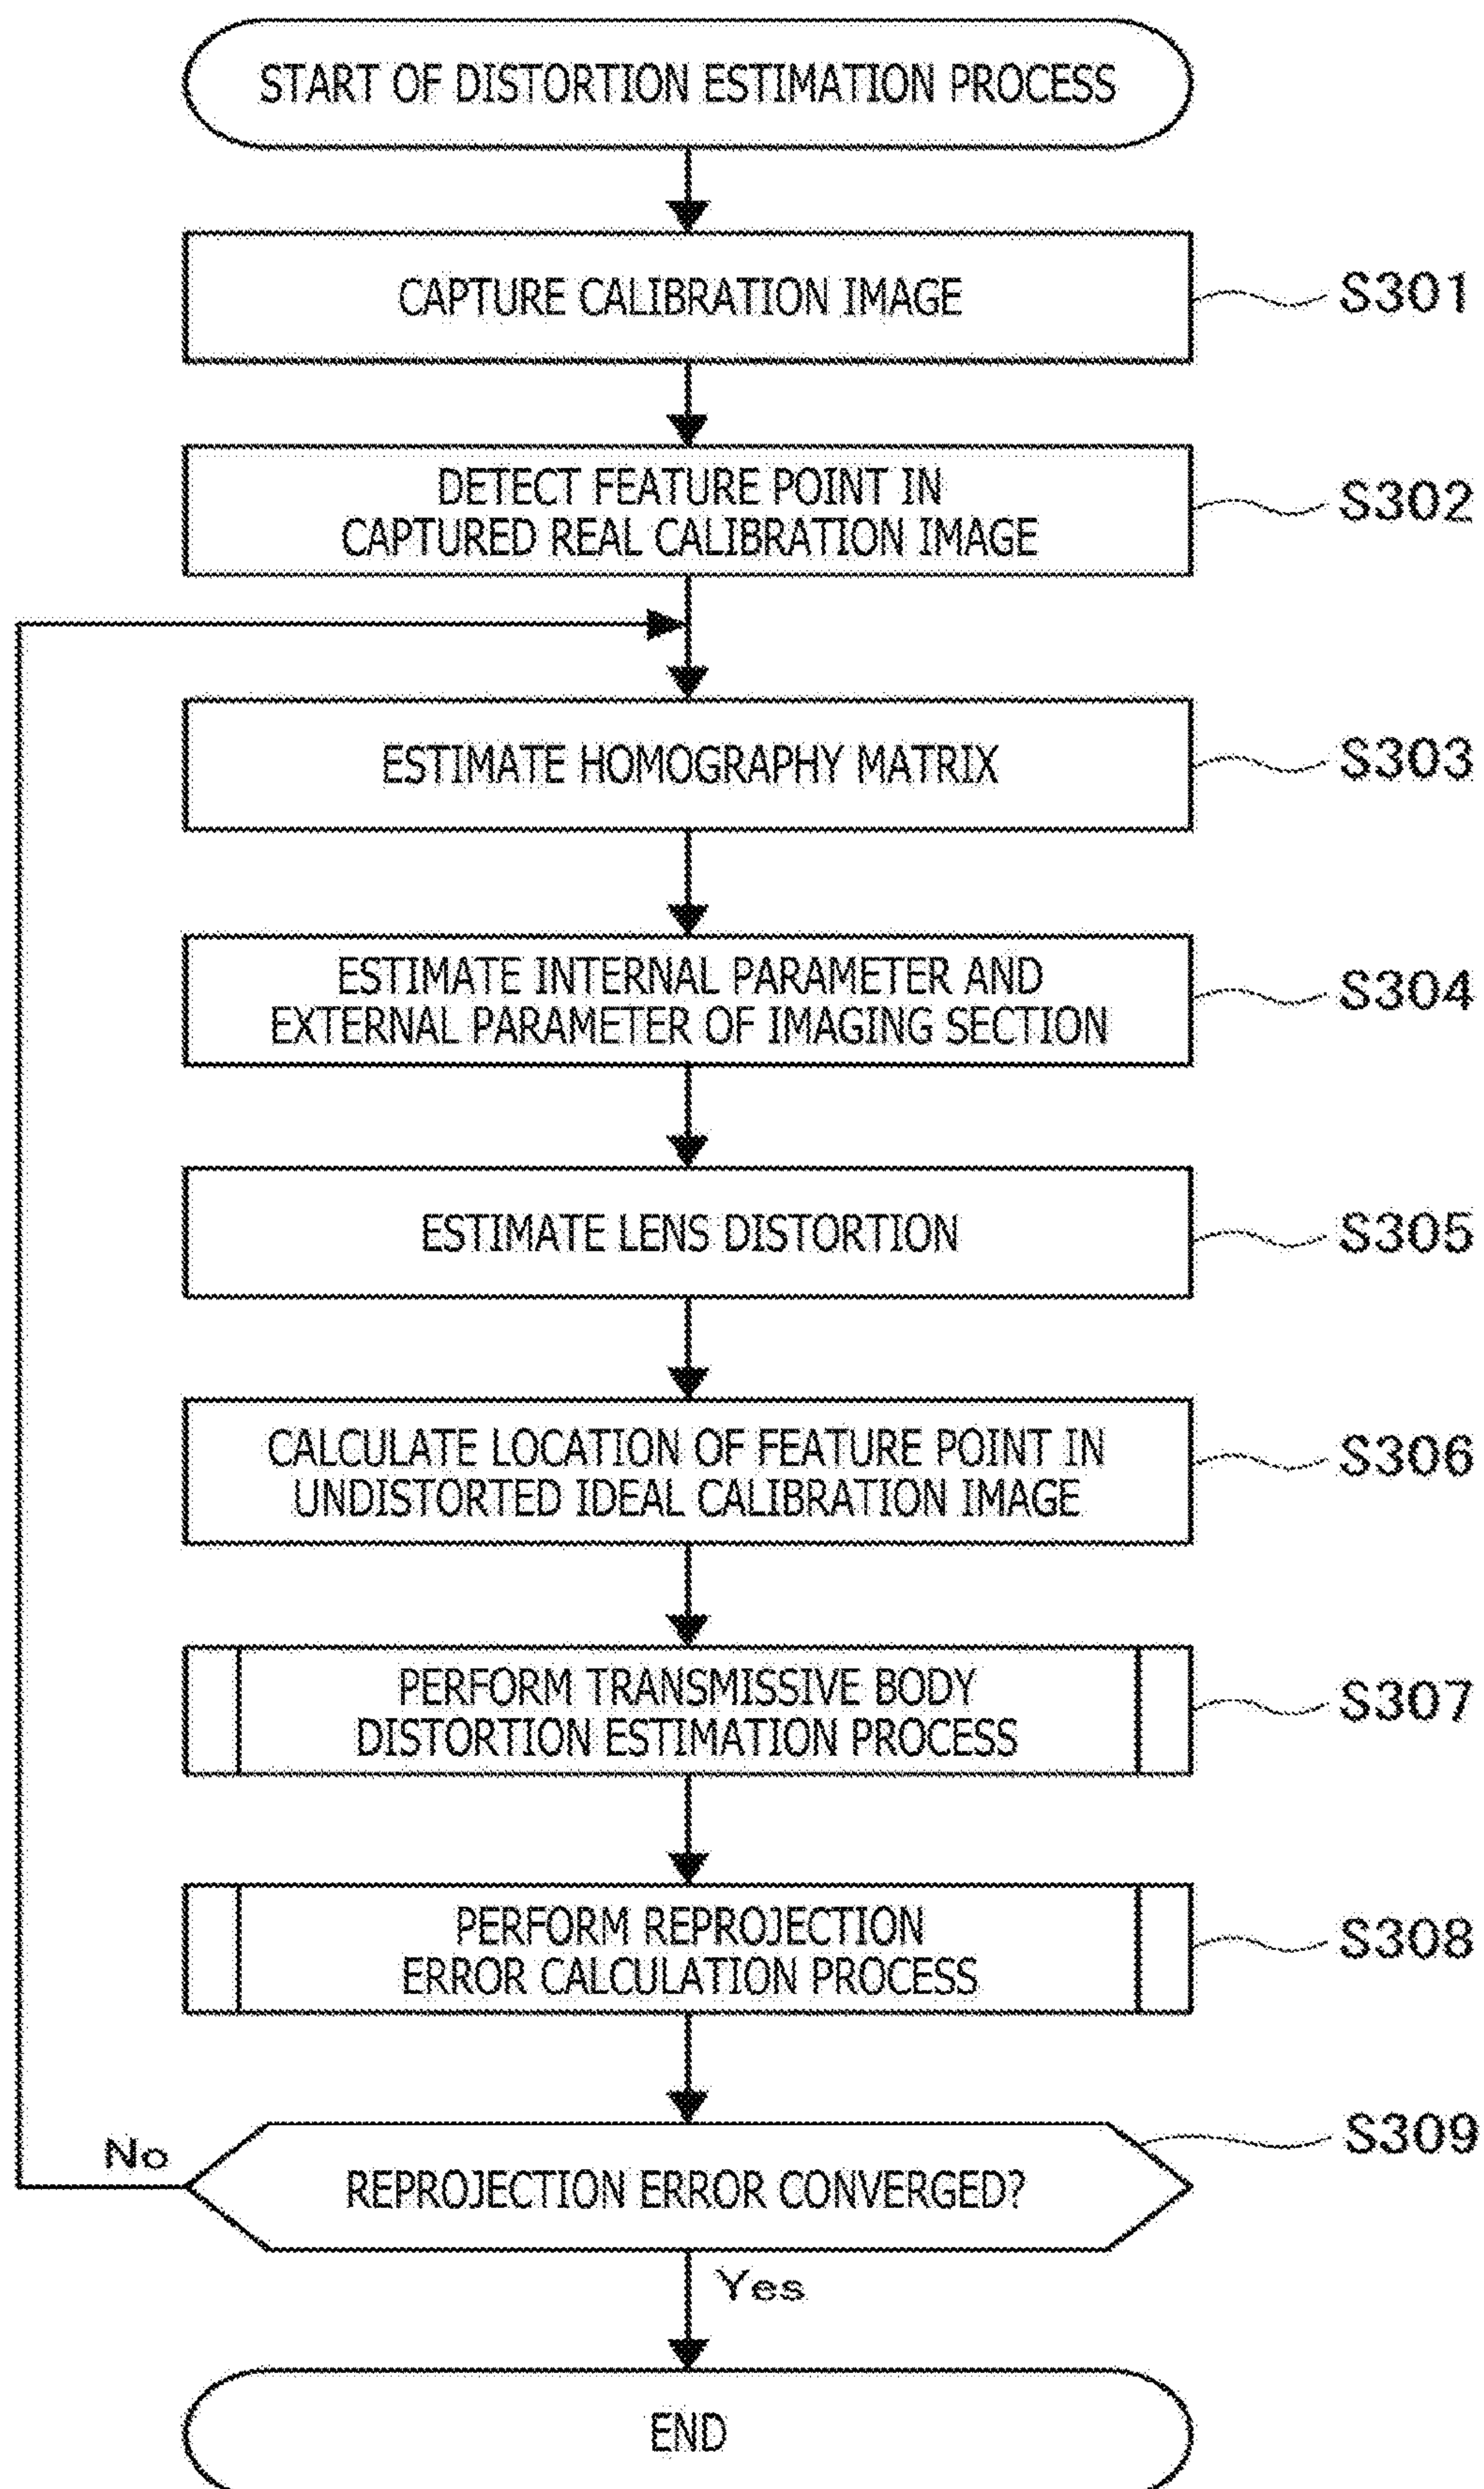 START OF DISTORTION ESTIMATION PROCESS
CAPTURE CALIBRATION IMAGE
S301
DETECT FEATURE POINT IN
CAPTURED REAL CALIBRATION IMAGE
S302
ESTIMATE HOMOGRAPHY MATRIX
S303
ESTIMATE INTERNAL PARAMETER AND
EXTERNAL PARAMETER OF IMAGING SECTION
S304
ESTIMATE LENS DISTORTION
S305
CALCULATE LOCATION OF FEATURE POINT IN
UNDISTORTED IDEAL CALIBRATION IMAGE
S306
PERFORM TRANSMISSIVE BODY
DISTORTION ESTIMATION PROCESS
S307
PERFORM REPROJECTION
ERROR CALCULATION PROCESS
S308
No
REPROJECTION ERROR CONVERGED?
S309
Yes
END